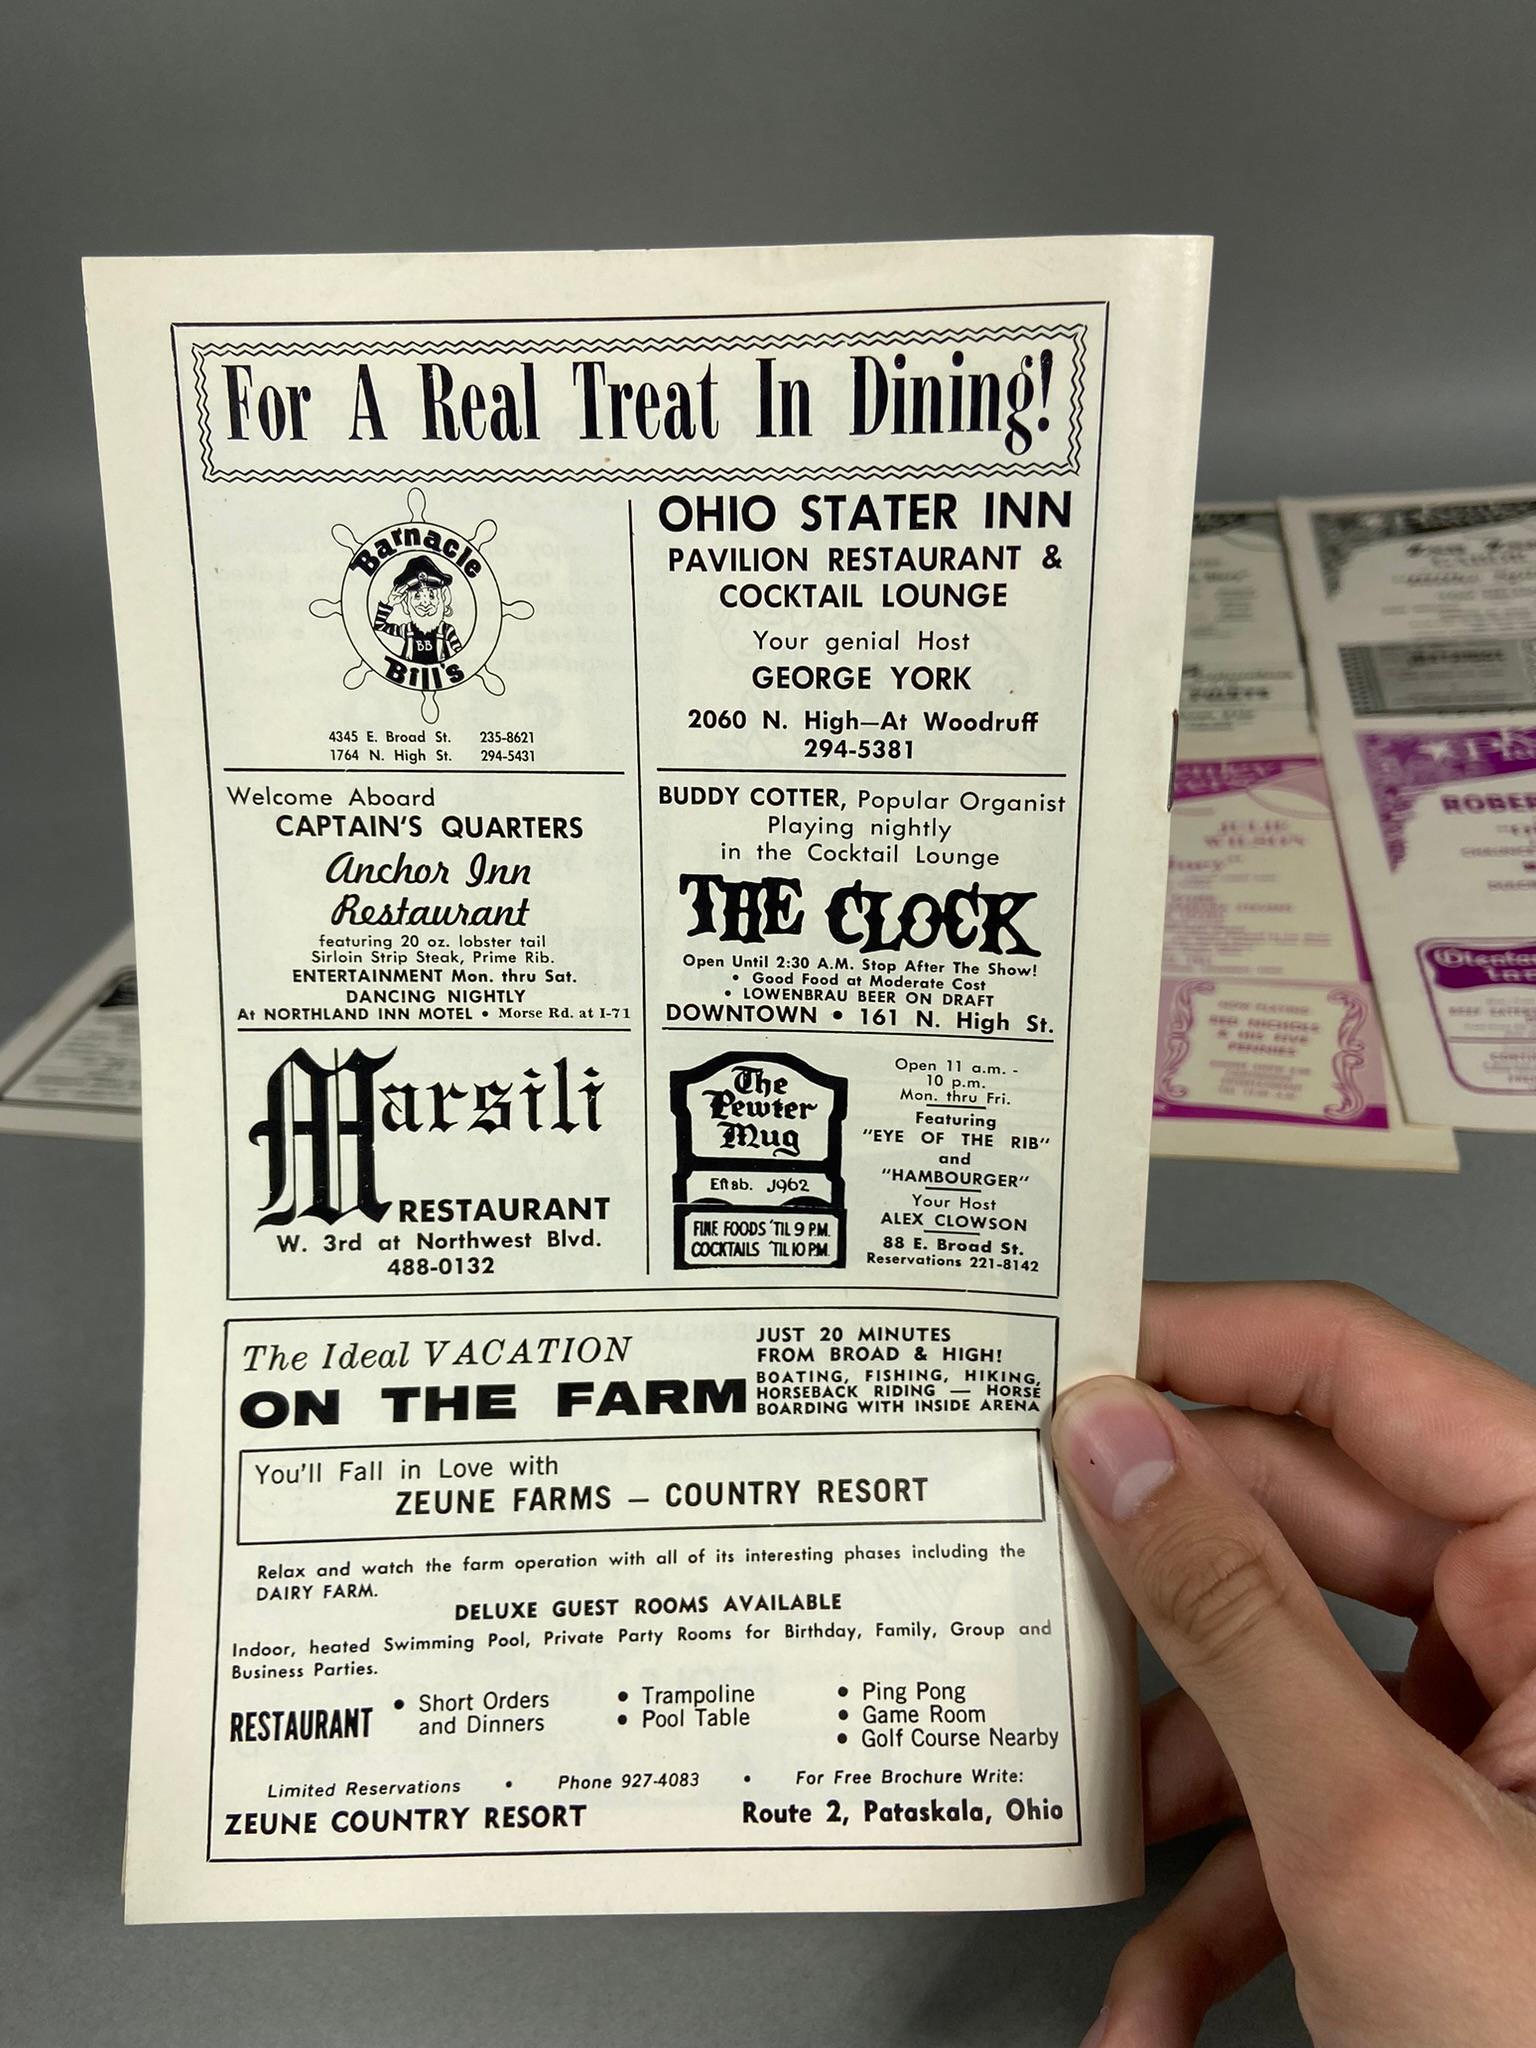 For A Real Treat In Dining!
Barnacle
BB
Bill's
4345 E. Broad St. 235-8621
1764 N. High St. 294-5431
OHIO STATER INN
PAVILION RESTAURANT &
COCKTAIL LOUNGE
Your genial Host
GEORGE YORK
2060 N. High—At Woodruff
294-5381
Welcome Aboard
CAPTAIN'S QUARTERS
Anchor Inn
Restaurant
featuring 20 oz. lobster tail
Sirloin Strip Steak, Prime Rib.
ENTERTAINMENT Mon. thru Sat.
DANCING NIGHTLY
At NORTHLAND INN MOTEL • Morse Rd. at I-71
BUDDY COTTER, Popular Organist
Playing nightly
in the Cocktail Lounge
THE CLOCK
Open Until 2:30 A.M. Stop After The Show!
• Good Food at Moderate Cost
• LOWENBRAU BEER ON DRAFT
DOWNTOWN • 161 N. High St.
Marsili
RESTAURANT
W. 3rd at Northwest Blvd.
488-0132
The
Pewter
Mug
Estab. 1962
FINE FOODS 'TIL 9 P.M.
COCKTAILS 'TIL 10 P.M.
Open 11 a.m. -
10 p.m.
Mon. thru Fri.
Featuring
"EYE OF THE RIB"
and
"HAMBOURGER"
Your Host
ALEX CLOWSON
88 E. Broad St.
Reservations 221-8142
The Ideal VACATION
ON THE FARM
JUST 20 MINUTES
FROM BROAD & HIGH!
BOATING, FISHING, HIKING,
HORSEBACK RIDING — HORSE
BOARDING WITH INSIDE ARENA
You'll Fall in Love with
ZEUNE FARMS – COUNTRY RESORT
Relax and watch the farm operation with all of its interesting phases including the
DAIRY FARM.
DELUXE GUEST ROOMS AVAILABLE
Indoor, heated Swimming Pool, Private Party Rooms for Birthday, Family, Group and
Business Parties.
RESTAURANT
• Short Orders
and Dinners
• Trampoline
• Pool Table
• Ping Pong
• Game Room
• Golf Course Nearby
Limited Reservations • Phone 927-4083 • For Free Brochure Write:
ZEUNE COUNTRY RESORT Route 2, Pataskala, Ohio
JULIE
WILSON
RED NICHOLS
& HIS FIVE
PENNIES